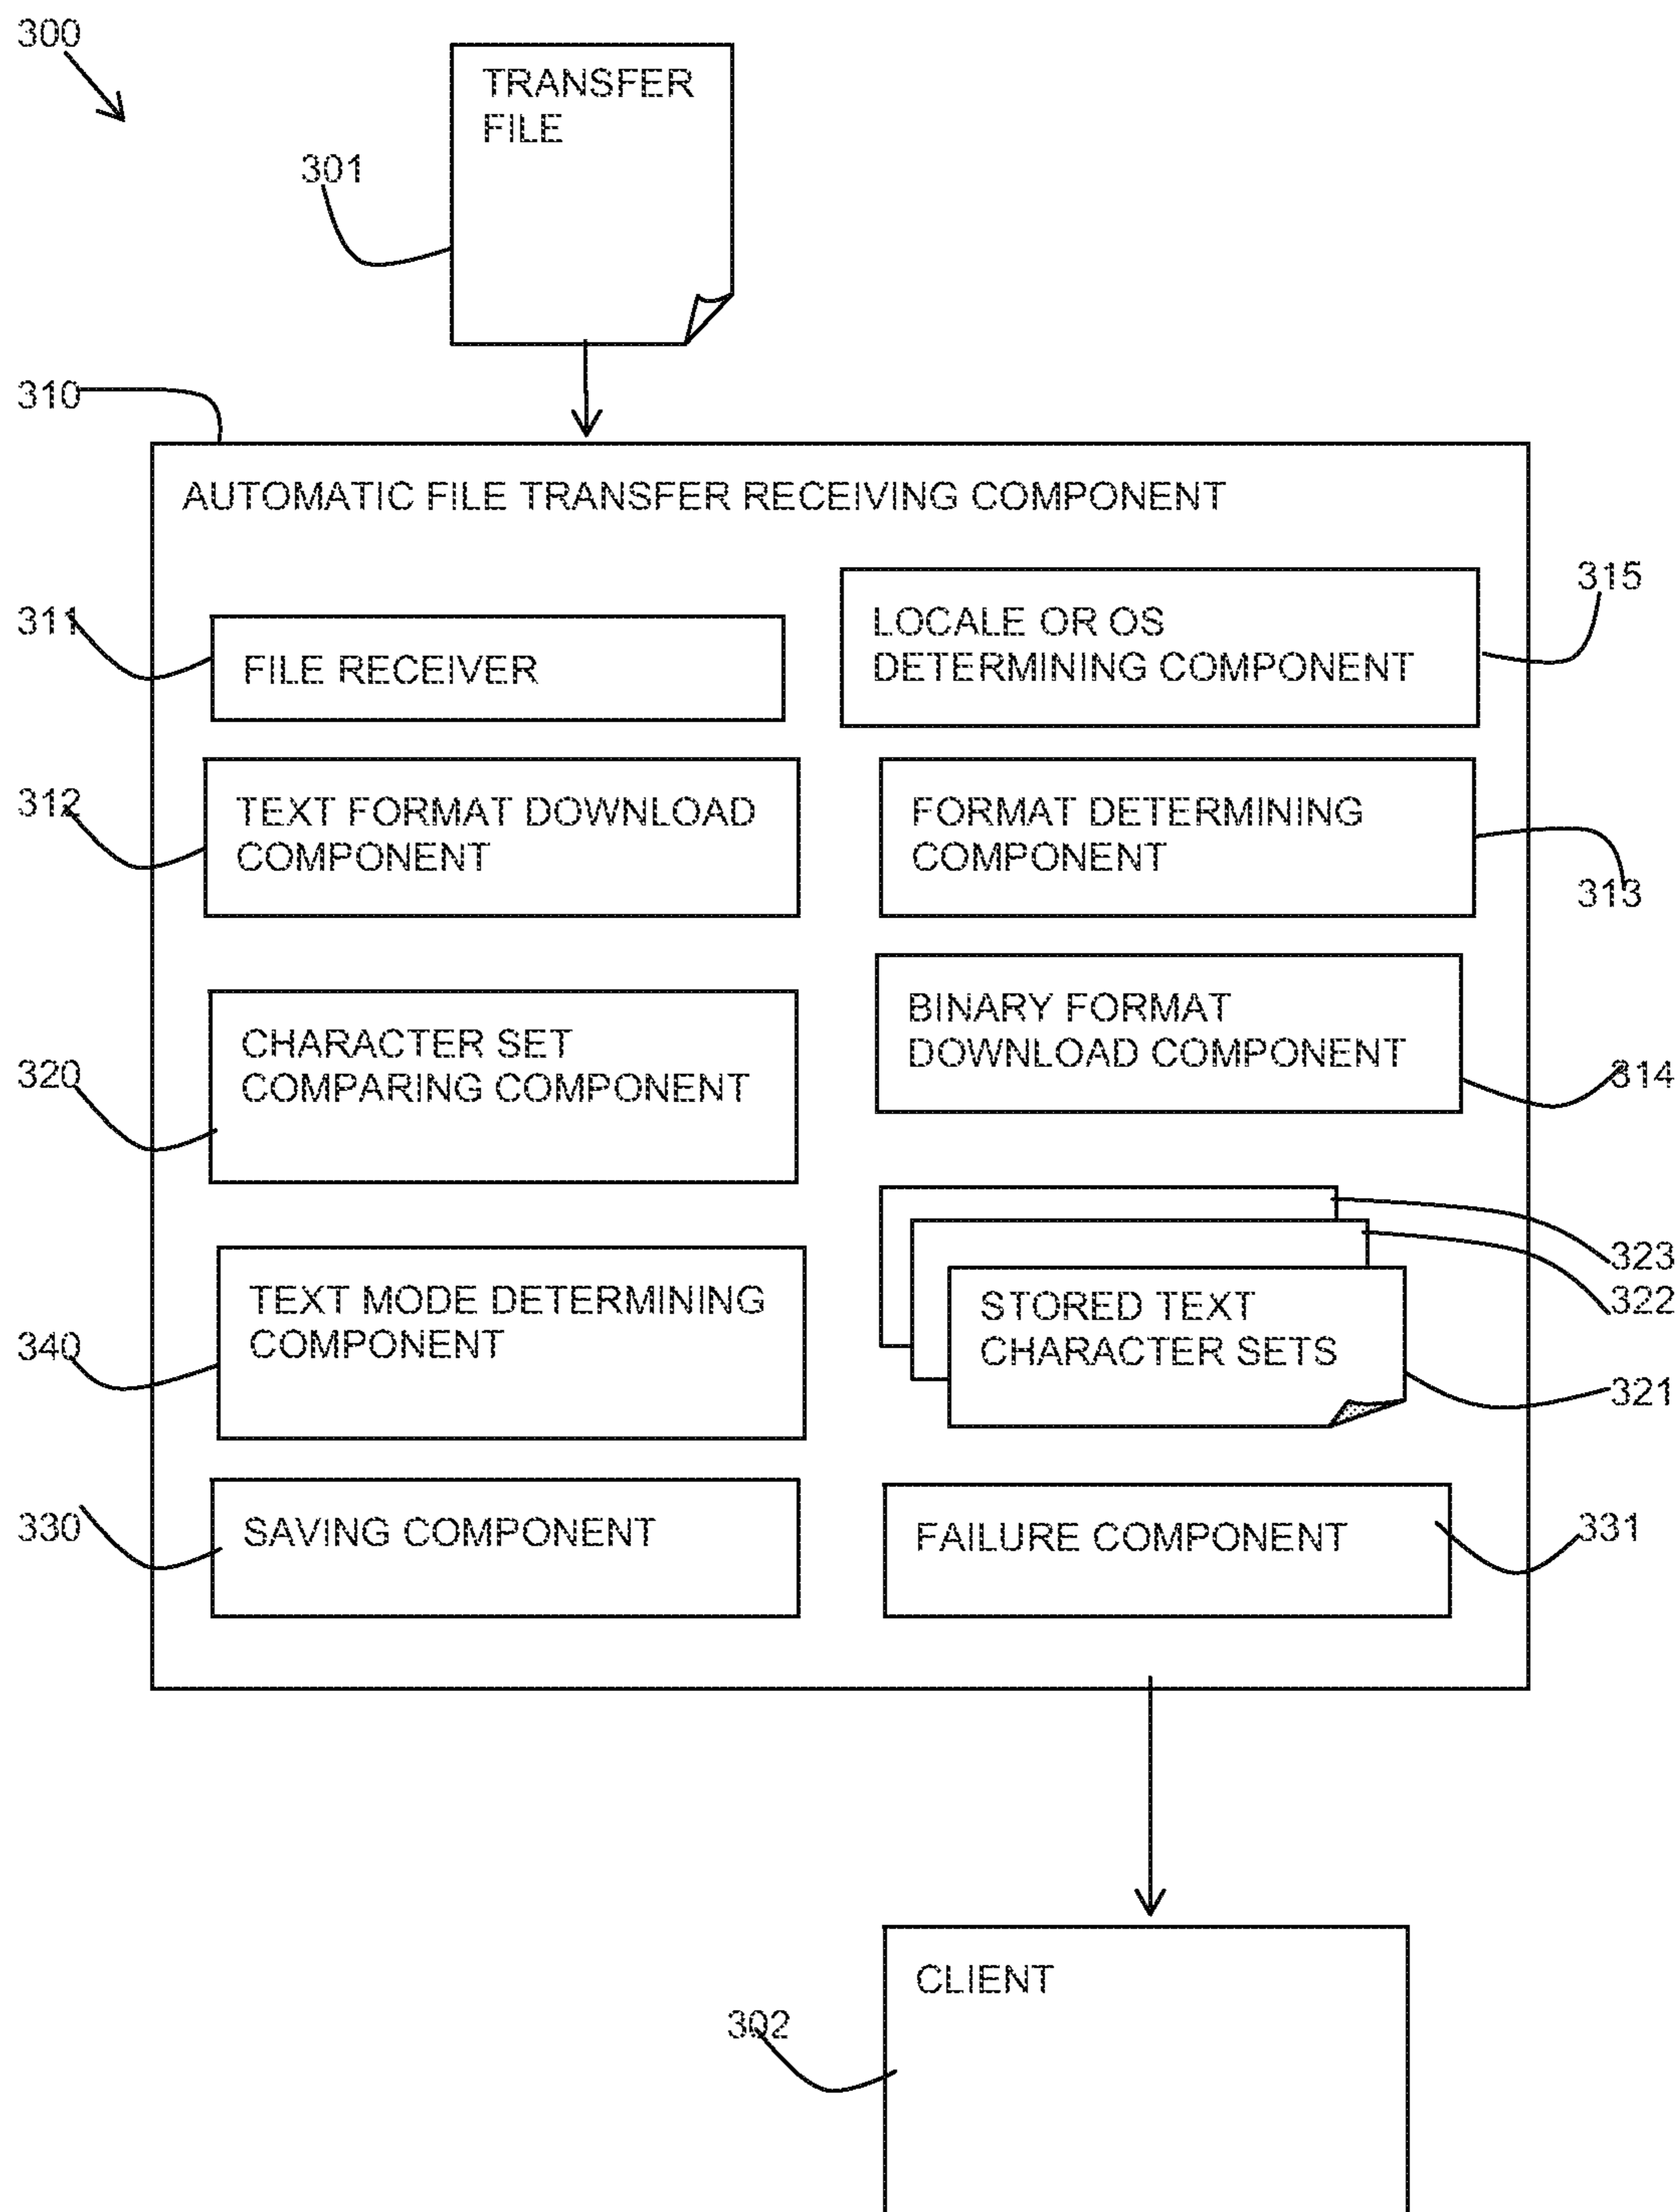 300
TRANSFER
FILE
301
310
AUTOMATIC FILE TRANSFER RECEIVING COMPONENT
311
FILE RECEIVER
LOCALE OR OS
DETERMINING COMPONENT
315
312
TEXT FORMAT DOWNLOAD
COMPONENT
FORMAT DETERMINING
COMPONENT
313
320
CHARACTER SET
COMPARING COMPONENT
BINARY FORMAT
DOWNLOAD COMPONENT
314
323
322
340
TEXT MODE DETERMINING
COMPONENT
STORED TEXT
CHARACTER SETS
321
330
SAVING COMPONENT
FAILURE COMPONENT
331
CLIENT
302